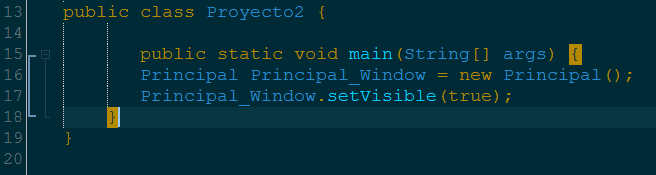 13 public class Proyecto2 {
14
15 public static void main(String[] args) {
16 Principal Principal_Window = new Principal();
17 Principal_Window.setVisible(true);
18 }
19 }
20